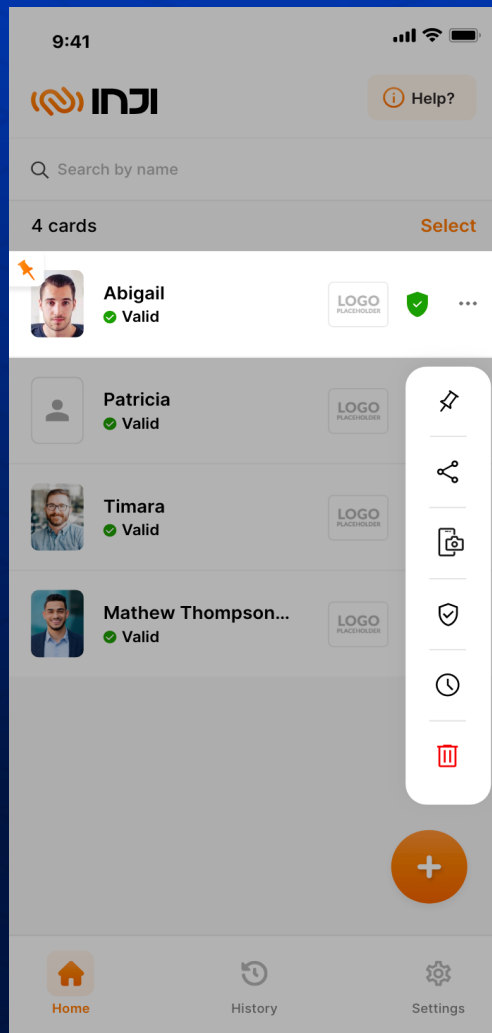 9:41
INJI
Help?
Search by name
4 cards
Select
Abigail
Valid
LOGO
PLACEHOLDER
Patricia
Valid
LOGO
PLACEHOLDER
Timara
Valid
LOGO
PLACEHOLDER
Mathew Thompson...
Valid
LOGO
PLACEHOLDER
Home
History
Settings